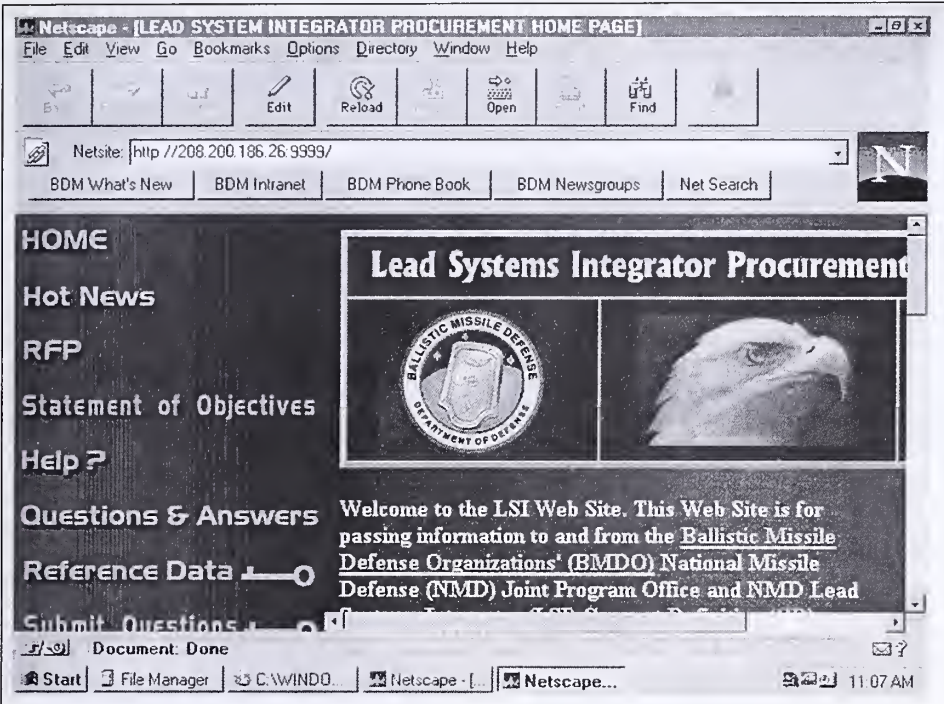 Netscape - [LEAD SYSTEM INTEGRATOR PROCUREMENT HOME PAGE]
File Edit View Go Bookmarks Options Directory Window Help
Edit Reload Open Find
Netsite: http://208.200.186.26:9999/
N
BDM What's New BDM Intranet BDM Phone Book BDM Newsgroups Net Search
HOME
Hot News
RFP
Statement of Objectives
Help?
Questions & Answers
Reference Data
Submit Questions
Lead Systems Integrator Procurement
BALLISTIC MISSILE DEFENSE
DEPARTMENT OF DEFENSE
Welcome to the LSI Web Site. This Web Site is for
passing information to and from the Ballistic Missile
Defense Organizations' (BMDO) National Missile
Defense (NMD) Joint Program Office and NMD Lead
Document: Done
Start File Manager C:\WINDO... Netscape - [... Netscape... 11:07 AM